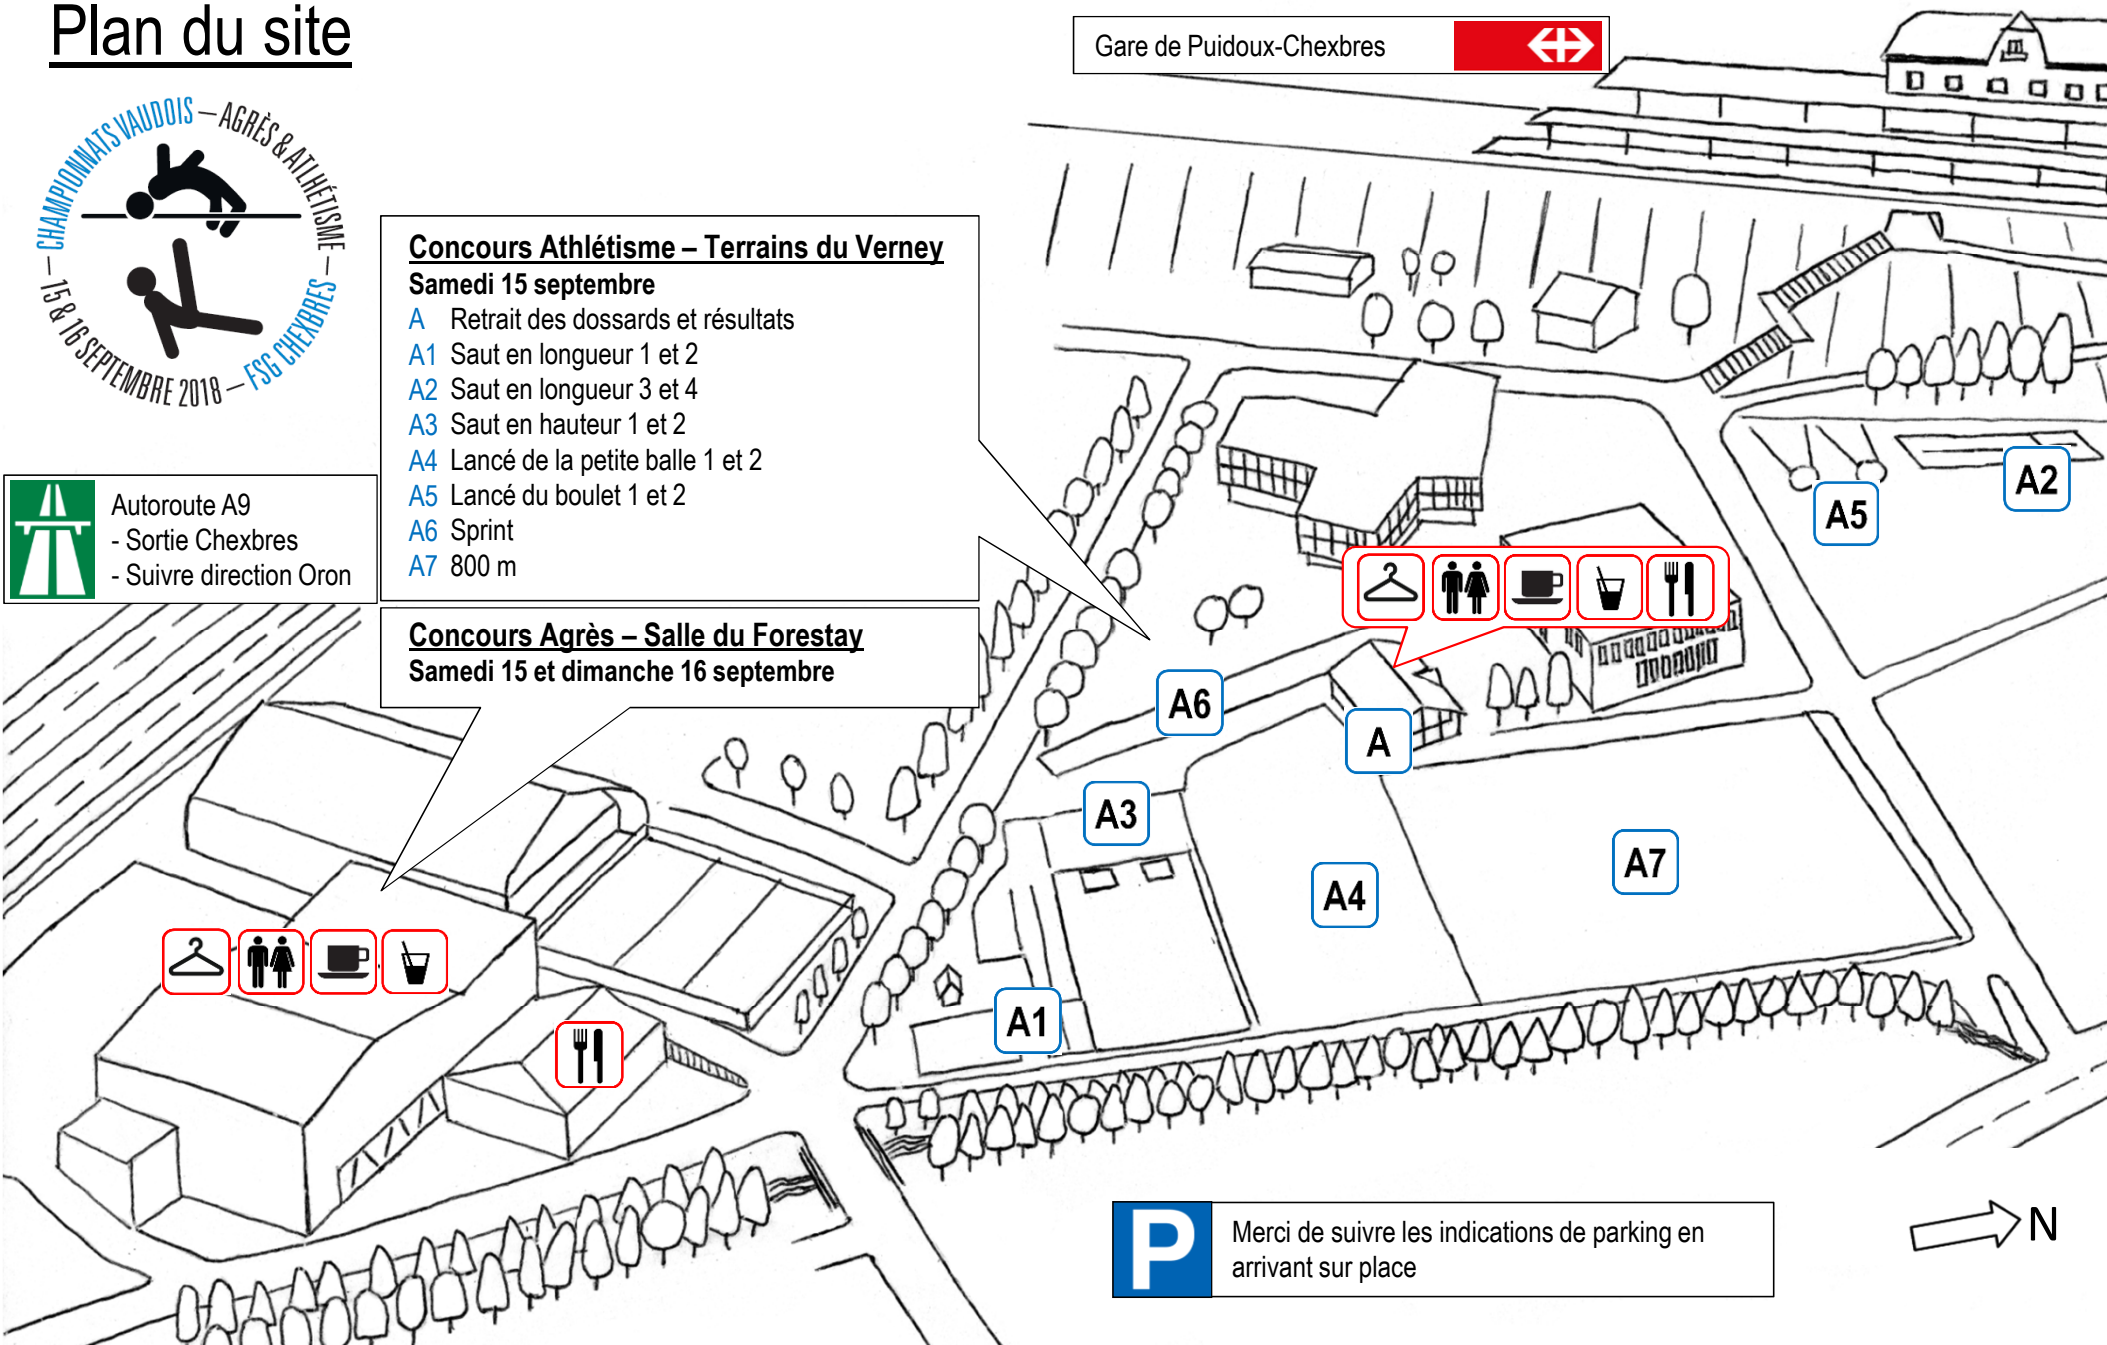 Plan du site
CHAMPIONNATS VAUDOIS — AGRÈS & ATLHÉTISME —
— 15 & 16 SEPTEMBRE 2018 — FSG CHEXBRES
Gare de Puidoux-Chexbres
Concours Athlétisme – Terrains du Verney
Samedi 15 septembre
A Retrait des dossards et résultats
A1 Saut en longueur 1 et 2
A2 Saut en longueur 3 et 4
A3 Saut en hauteur 1 et 2
A4 Lancé de la petite balle 1 et 2
A5 Lancé du boulet 1 et 2
A6 Sprint
A7 800 m
Autoroute A9
- Sortie Chexbres
- Suivre direction Oron
Concours Agrès – Salle du Forestay
Samedi 15 et dimanche 16 septembre
A2
A5
A6
A
A3
A7
A4
A1
P
Merci de suivre les indications de parking en
arrivant sur place
N